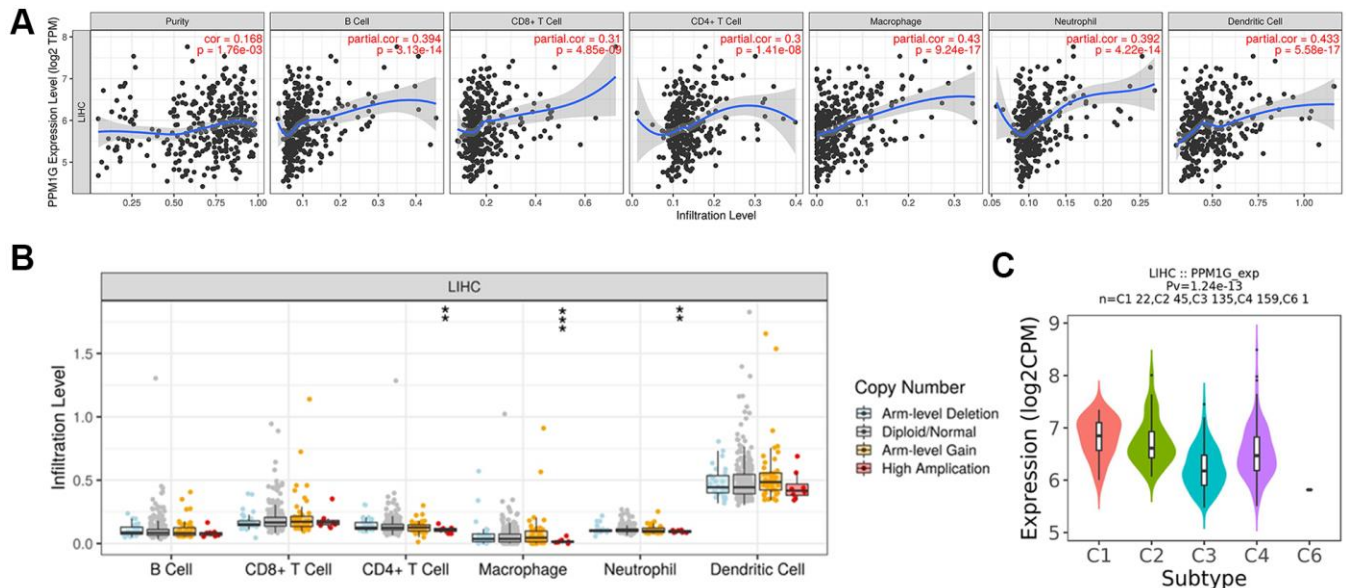 A
Purity
B Cell
CD8+ T Cell
CD4+ T Cell
Macrophage
Neutrophil
Dendritic Cell
cor = 0.168
p = 1.76e-03
partial.cor = 0.394
p = 3.13e-14
partial.cor = 0.31
p = 4.85e-09
partial.cor = 0.3
p = 1.41e-08
partial.cor = 0.43
p = 9.24e-17
partial.cor = 0.392
p = 4.22e-14
partial.cor = 0.433
p = 5.58e-17
PPM1G Expression Level (log2 TPM)
LIHC
8
7
6
5
0.25 0.50 0.75 1.00
0.1 0.2 0.3 0.4
0.2 0.4 0.6
0.1 0.2 0.3 0.4
0.0 0.1 0.2 0.3
0.05 0.10 0.15 0.20 0.25
0.50 0.75 1.00
Infiltration Level
B
LIHC
** *** **
Infiltration Level
1.5
1.0
0.5
0.0
B Cell CD8+ T Cell CD4+ T Cell Macrophage Neutrophil Dendritic Cell
Copy Number
Arm-level Deletion
Diploid/Normal
Arm-level Gain
High Amplication
C
LIHC :: PPM1G_exp
Pv=1.24e-13
n=C1 22,C2 45,C3 135,C4 159,C6 1
Expression (log2CPM)
9
8
7
6
5
C1 C2 C3 C4 C6
Subtype